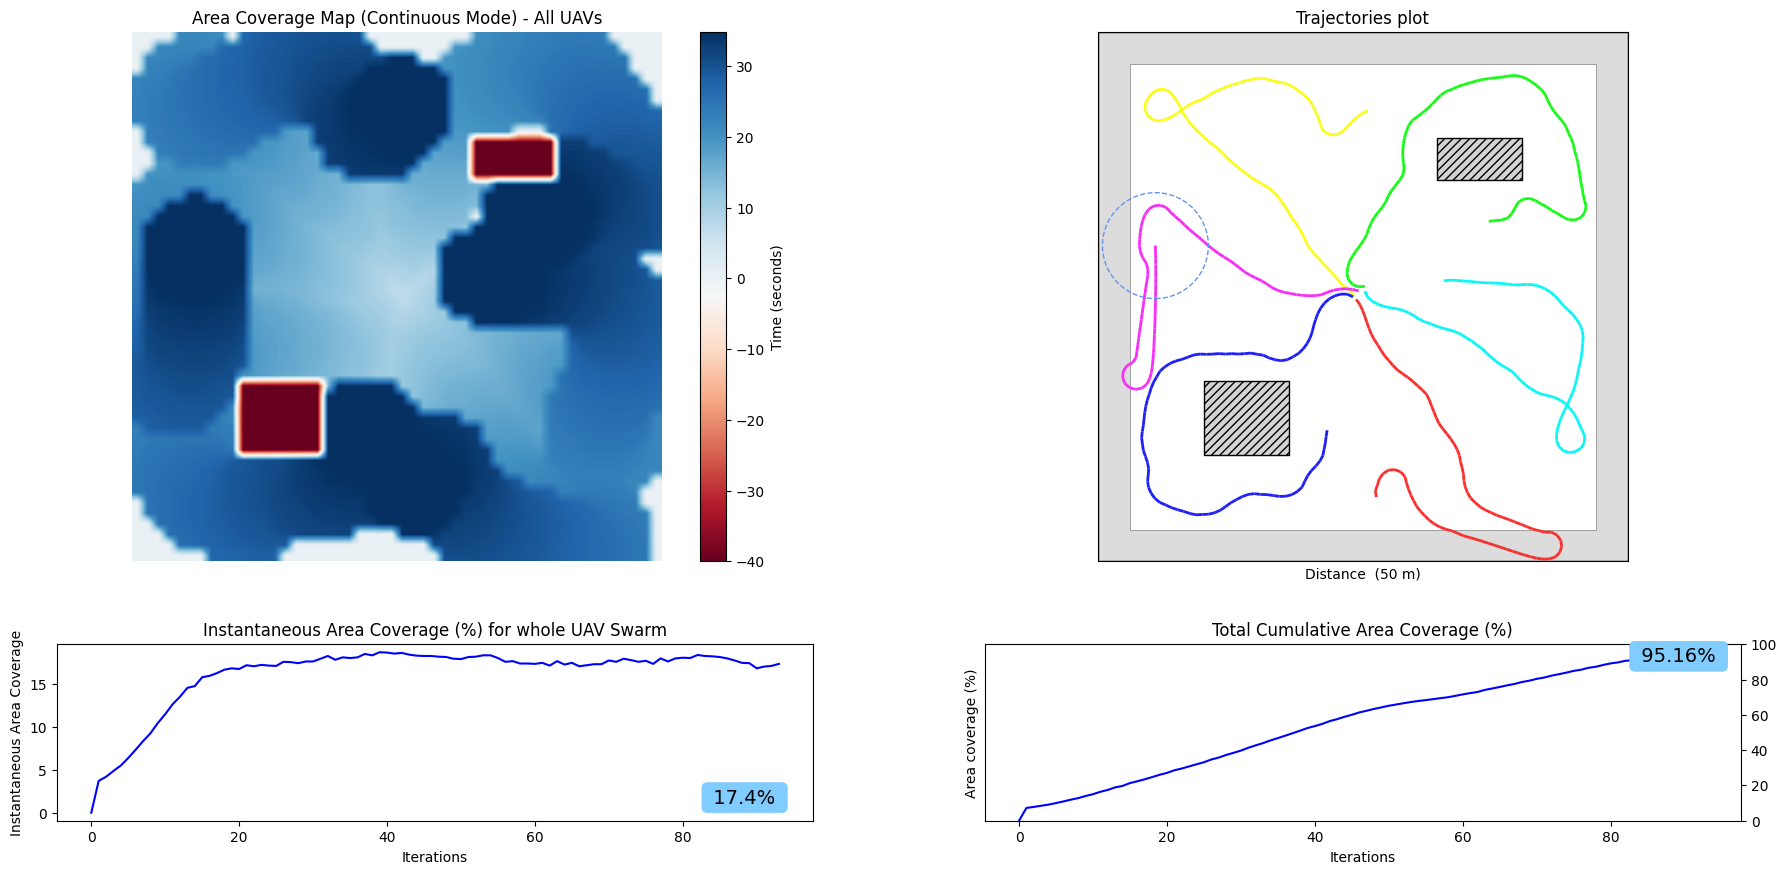 Area Coverage Map (Continuous Mode) - All UAVs
30
20
10
0
−10
−20
−30
−40
Time (seconds)
Trajectories plot
Distance  (50 m)
Instantaneous Area Coverage (%) for whole UAV Swarm
Instantaneous Area Coverage
15
10
5
0
17.4%
0 20 40 60 80
Iterations
Total Cumulative Area Coverage (%)
Area coverage (%)
95.16%
100
80
60
40
20
0
0 20 40 60 80
Iterations